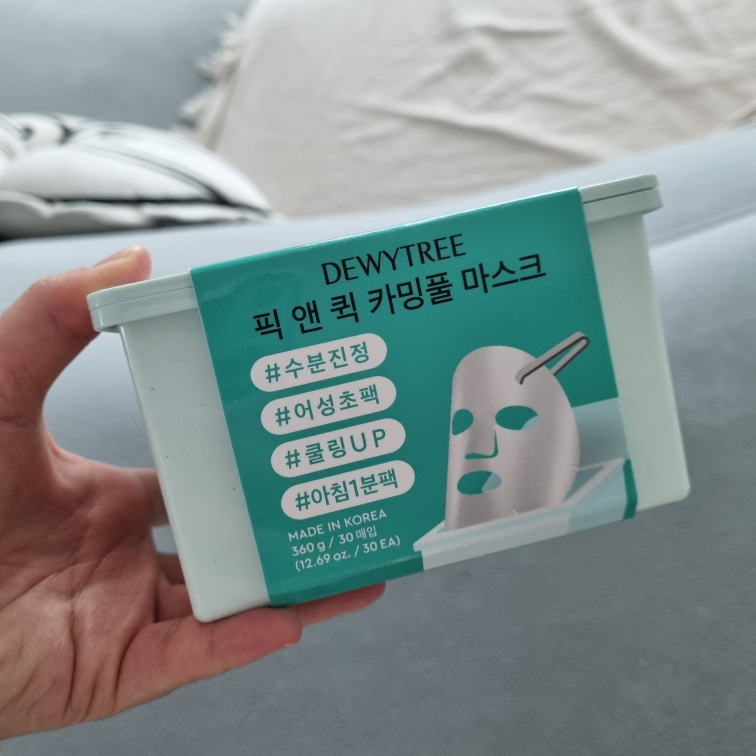 DEWYTREE
픽 앤 퀵 카밍풀 마스크
#수분진정
#어성초팩
#쿨링UP
#아침1분팩
MADE IN KOREA
360 g / 30 매입
(12.69 oz. / 30 EA)